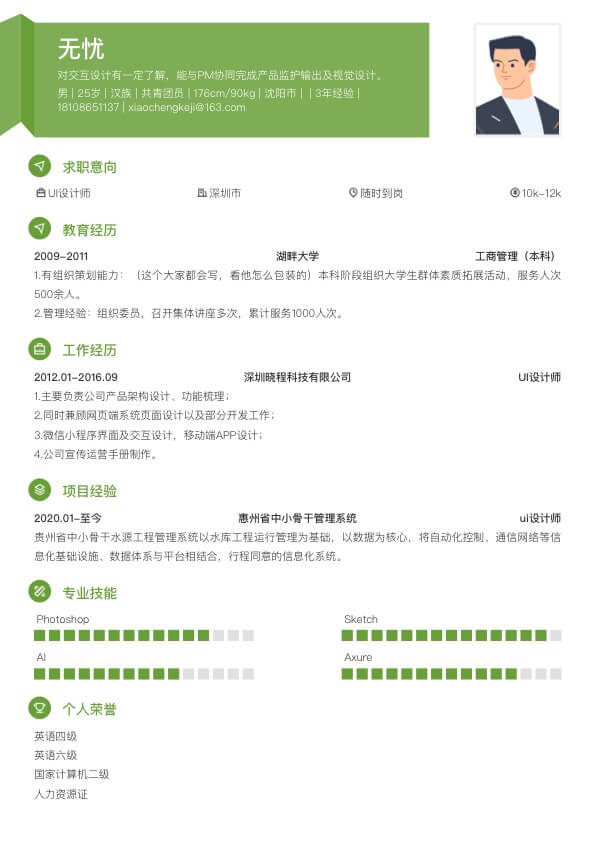 无忧
对交互设计有一定了解，能与PM协同完成产品监护输出及视觉设计。
男 | 25岁 | 汉族 | 共青团员 | 176cm/90kg | 沈阳市 | | 3年经验 |
18108651137 | xiaochengkeji@163.com
求职意向
UI设计师 深圳市 随时到岗 10k-12k
教育经历
2009-2011 湖畔大学 工商管理（本科）
1.有组织策划能力：（这个大家都会写，看他怎么包装的）本科阶段组织大学生群体素质拓展活动，服务人次
500余人。
2.管理经验：组织委员，召开集体讲座多次，累计服务1000人次。
工作经历
2012.01-2016.09 深圳晓程科技有限公司 UI设计师
1.主要负责公司产品架构设计、功能梳理；
2.同时兼顾网页端系统页面设计以及部分开发工作；
3.微信小程序界面及交互设计，移动端APP设计；
4.公司宣传运营手册制作。
项目经验
2020.01-至今 惠州省中小骨干管理系统 ui设计师
贵州省中小骨干水源工程管理系统以水库工程运行管理为基础，以数据为核心，将自动化控制、通信网络等信
息化基础设施、数据体系与平台相结合，行程同意的信息化系统。
专业技能
Photoshop Sketch
AI Axure
个人荣誉
英语四级
英语六级
国家计算机二级
人力资源证